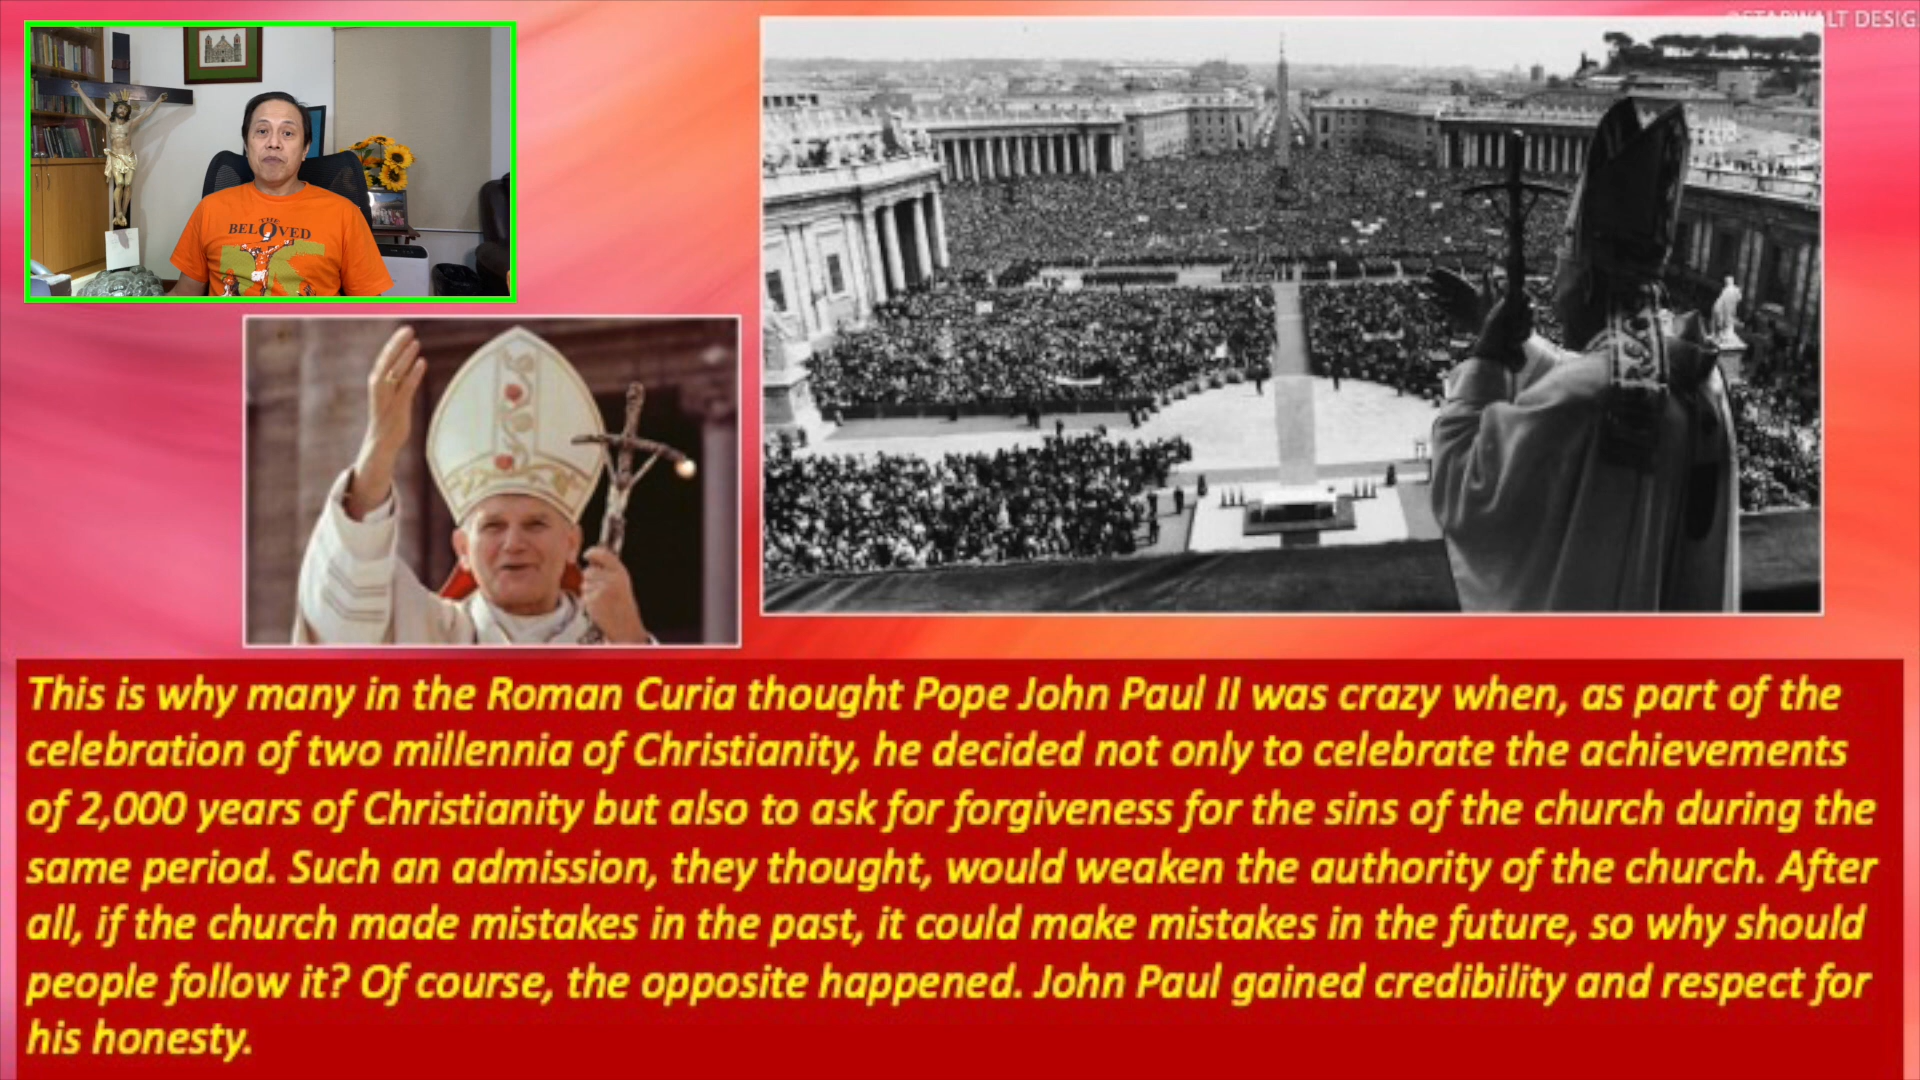 ©STARWALT DESIG
THE
BELOVED
This is why many in the Roman Curia thought Pope John Paul II was crazy when, as part of the
celebration of two millennia of Christianity, he decided not only to celebrate the achievements
of 2,000 years of Christianity but also to ask for forgiveness for the sins of the church during the
same period. Such an admission, they thought, would weaken the authority of the church. After
all, if the church made mistakes in the past, it could make mistakes in the future, so why should
people follow it? Of course, the opposite happened. John Paul gained credibility and respect for
his honesty.